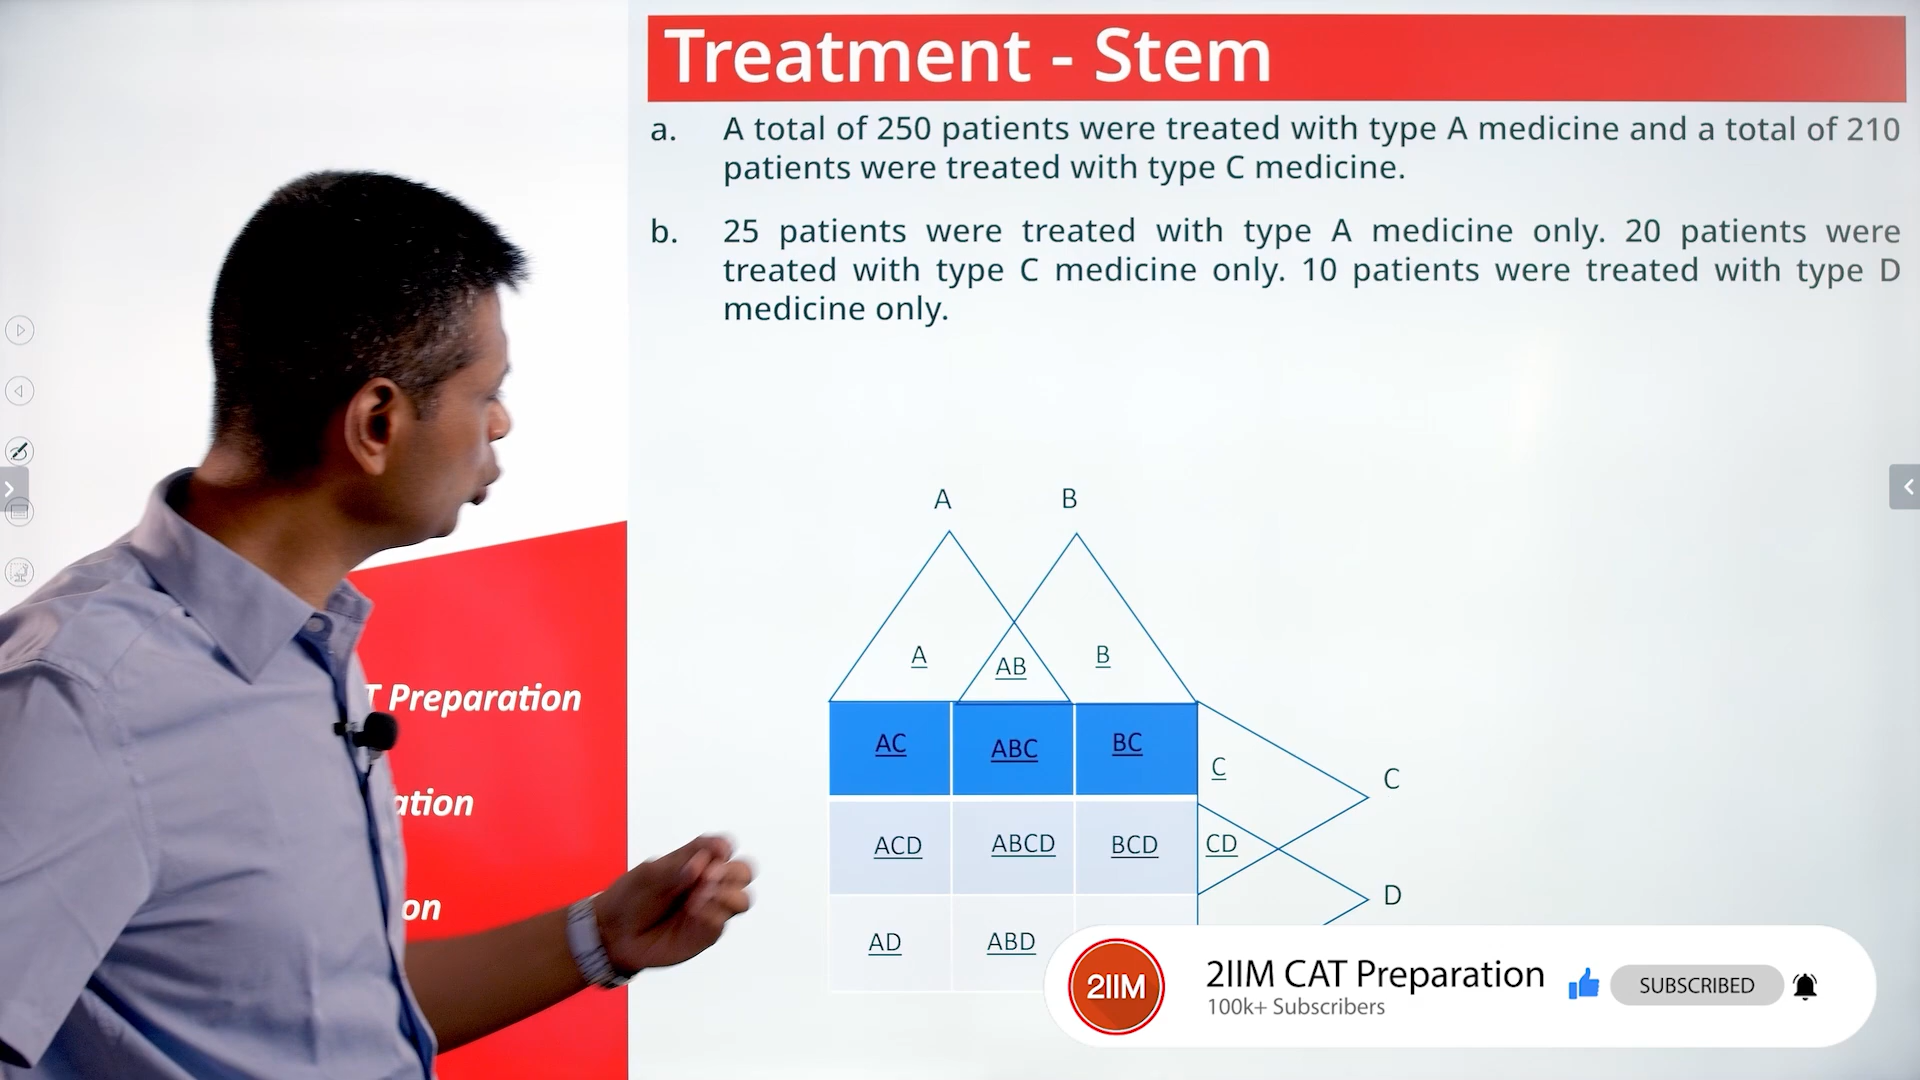 Treatment - Stem
a. A total of 250 patients were treated with type A medicine and a total of 210
patients were treated with type C medicine.
b. 25 patients were treated with type A medicine only. 20 patients were
treated with type C medicine only. 10 patients were treated with type D
medicine only.
A B
A AB B
AC ABC BC C C
ACD ABCD BCD CD D
AD ABD
T Preparation
ation
on
2IIM
2IIM CAT Preparation
100k+ Subscribers
SUBSCRIBED